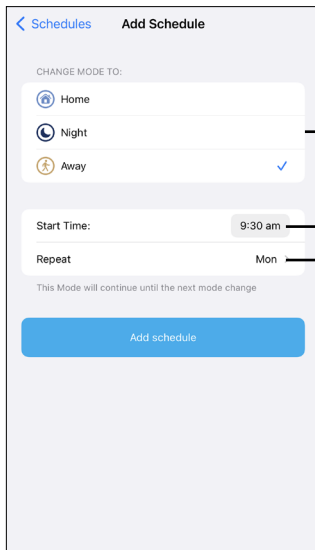 Schedules Add Schedule
CHANGE MODE TO:
Home
Night
Away
Start Time: 9:30 am
Repeat Mon
This Mode will continue until the next mode change
Add schedule